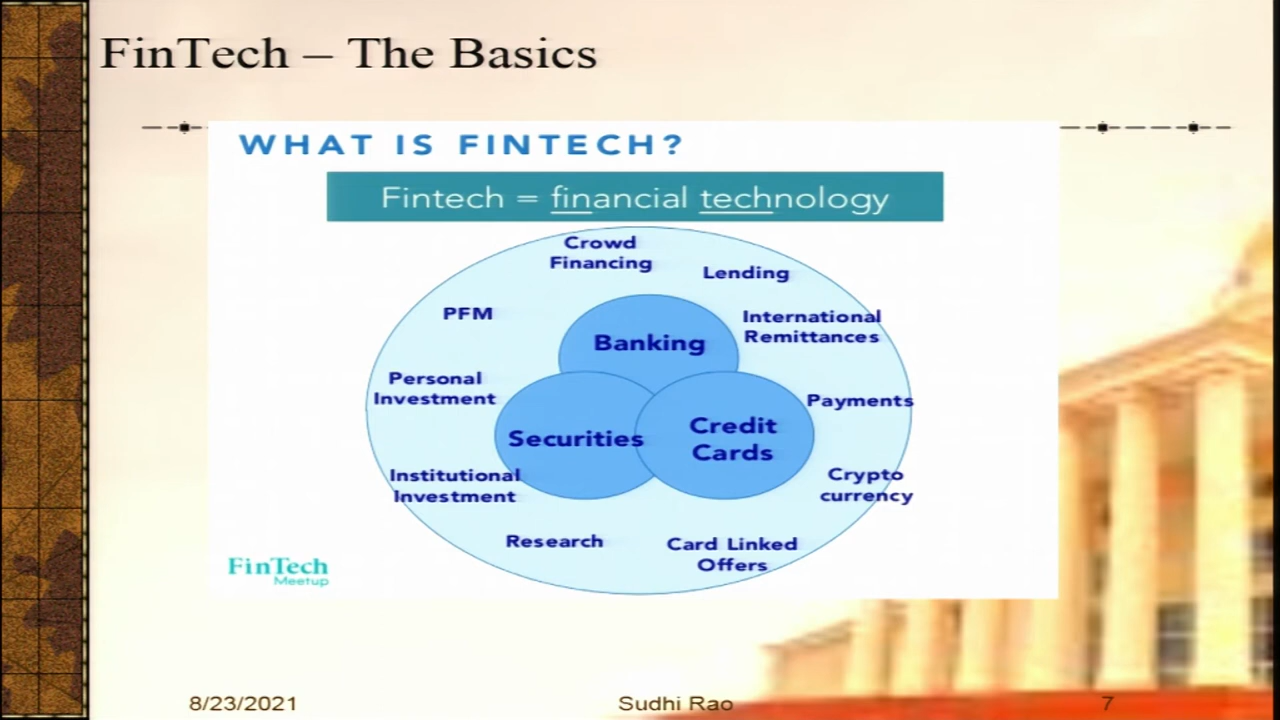 FinTech – The Basics
WHAT IS FINTECH?
Fintech = financial technology
Crowd
Financing
Lending
PFM
International
Remittances
Banking
Personal
Investment
Payments
Securities
Credit
Cards
Institutional
Investment
Crypto
currency
Research
Card Linked
Offers
FinTech
Meetup
8/23/2021
Sudhi Rao
7